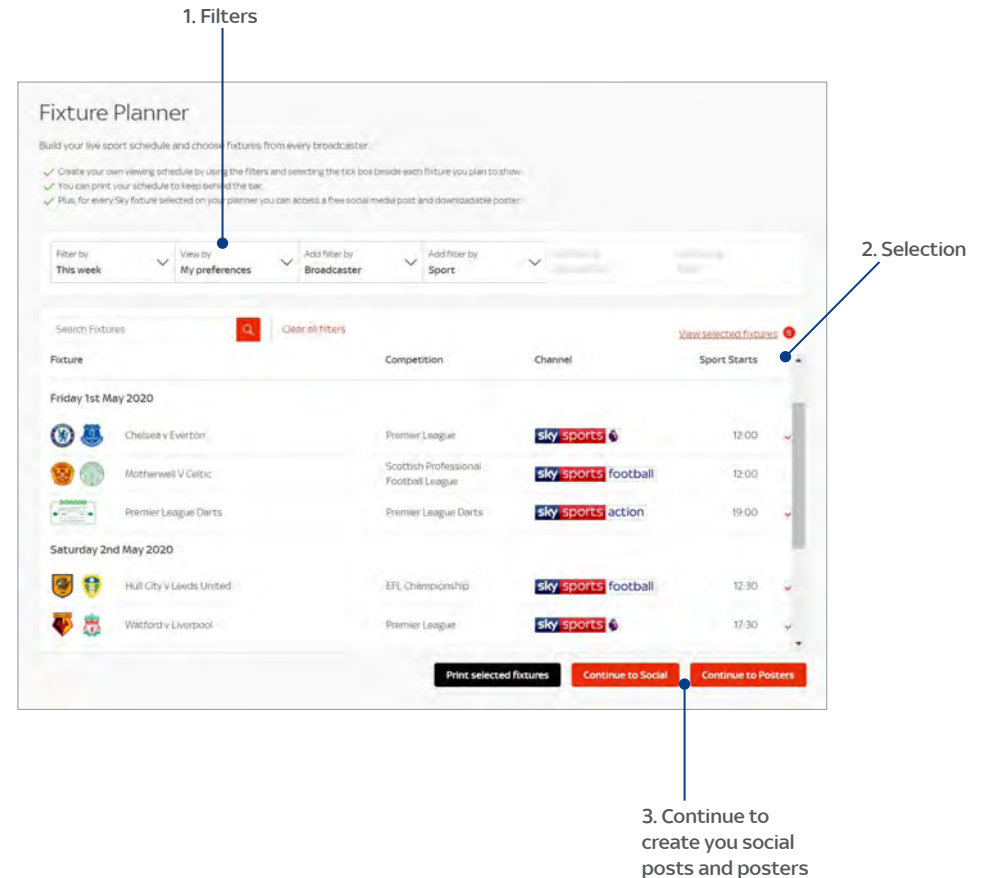 1. Filters
Fixture Planner
Build your live sport schedule and choose fixtures from every broadcaster.
Create your own viewing schedule by using the filters and selecting the tick box beside each fixture you plan to show.
You can print your schedule to keep behind the bar.
Plus, for every Sky fixture selected on your planner you can access a free social media post and downloadable poster.
Filter by View by Add filter by Add filter by
This week My preferences Broadcaster Sport
2. Selection
Search Fixtures Clear all filters View selected fixtures 9
Fixture Competition Channel Sport Starts
Friday 1st May 2020
Chelsea v Everton Premier League sky sports 12:00
Motherwell V Celtic Scottish Professional Football League sky sports football 12:00
Premier League Darts Premier League Darts sky sports action 19:00
Saturday 2nd May 2020
Hull City v Leeds United EFL Championship sky sports football 12:30
Watford v Liverpool Premier League sky sports 17:30
Print selected fixtures Continue to Social Continue to Posters
3. Continue to
create you social
posts and posters